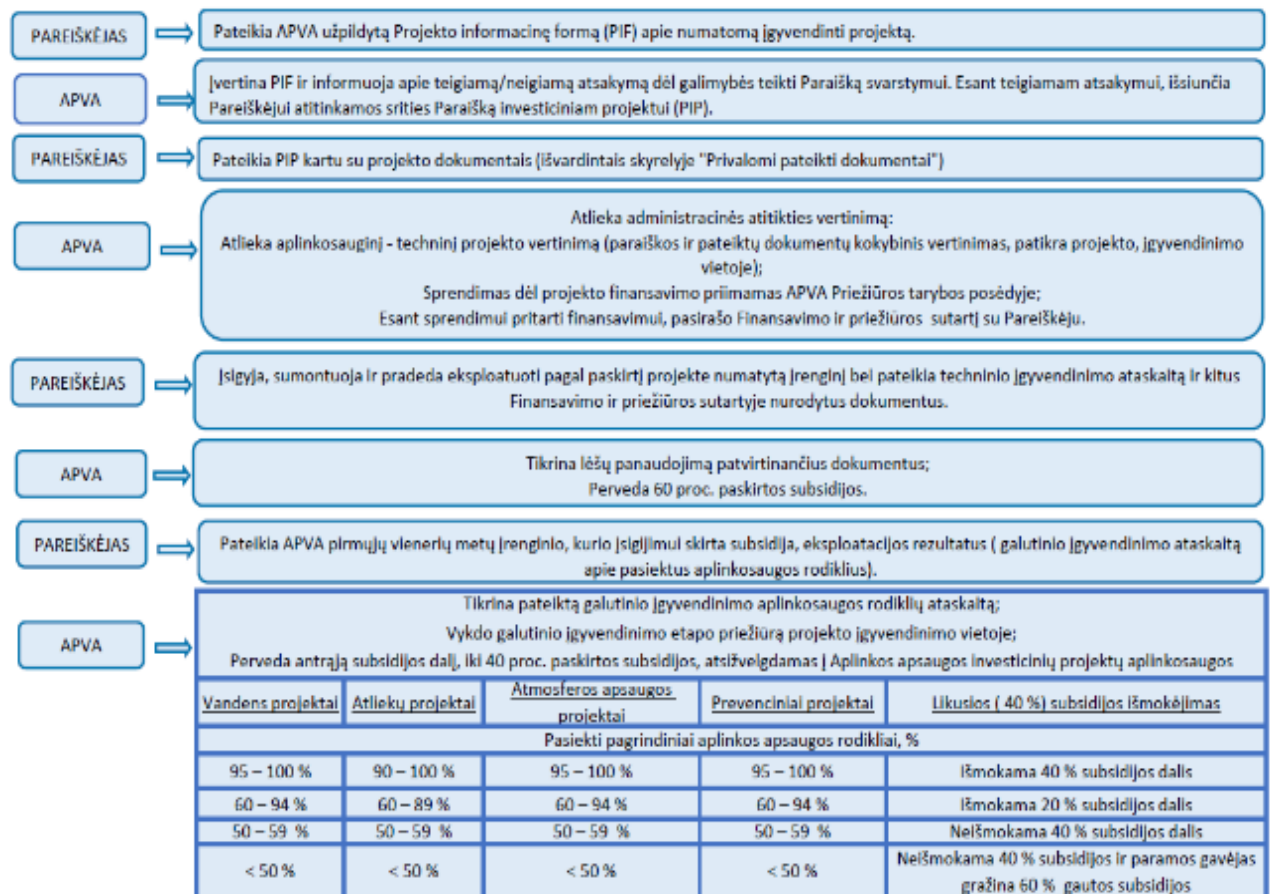 PAREIŠKĖJAS
Pateikia APVA užpildytą Projekto informacinę formą (PIF) apie numatomą įgyvendinti projektą.
APVA
Įvertina PIF ir informuoja apie teigiamą/neigiamą atsakymą dėl galimybės teikti Paraišką svarstymui. Esant teigiamam atsakymui, išsiunčia
Pareiškėjui atitinkamos srities Paraišką investiciniam projektui (PIP).
PAREIŠKĖJAS
Pateikia PIP kartu su projekto dokumentais (išvardintais skyrelyje "Privalomi pateikti dokumentai")
APVA
Atlieka administracinės atitikties vertinimą:
Atlieka aplinkosauginį - techninį projekto vertinimą (paraiškos ir pateiktų dokumentų kokybinis vertinimas, patikra projekto, įgyvendinimo
vietoje);
Sprendimas dėl projekto finansavimo priimamas APVA Priežiūros tarybos posėdyje;
Esant sprendimui pritarti finansavimui, pasirašo Finansavimo ir priežiūros sutartį su Pareiškėju.
PAREIŠKĖJAS
Įsigyja, sumontuoja ir pradeda eksploatuoti pagal paskirtį projekte numatytą įrenginį bei pateikia techninio įgyvendinimo ataskaitą ir kitus
Finansavimo ir priežiūros sutartyje nurodytus dokumentus.
APVA
Tikrina lėšų panaudojimą patvirtinančius dokumentus;
Perveda 60 proc. paskirtos subsidijos.
PAREIŠKĖJAS
Pateikia APVA pirmųjų vienerių metų įrenginio, kurio įsigijimui skirta subsidija, eksploatacijos rezultatus ( galutinio įgyvendinimo ataskaitą
apie pasiektus aplinkosaugos rodiklius).
APVA
Tikrina pateiktą galutinio įgyvendinimo aplinkosaugos rodiklių ataskaitą;
Vykdo galutinio įgyvendinimo etapo priežiūrą projekto įgyvendinimo vietoje;
Perveda antrąją subsidijos dalį, iki 40 proc. paskirtos subsidijos, atsižvelgdamas į Aplinkos apsaugos investicinių projektų aplinkosaugos
Vandens projektai Atliekų projektai Atmosferos apsaugos projektai Prevenciniai projektai Likusios ( 40 %) subsidijos išmokėjimas
Pasiekti pagrindiniai aplinkos apsaugos rodikliai, %
95 – 100 % 90 – 100 % 95 – 100 % 95 – 100 % Išmokama 40 % subsidijos dalis
60 – 94 % 60 – 89 % 60 – 94 % 60 – 94 % Išmokama 20 % subsidijos dalis
50 – 59 % 50 – 59 % 50 – 59 % 50 – 59 % Neišmokama 40 % subsidijos dalis
< 50 % < 50 % < 50 % < 50 % Neišmokama 40 % subsidijos ir paramos gavėjas
gražina 60 % gautos subsidijos